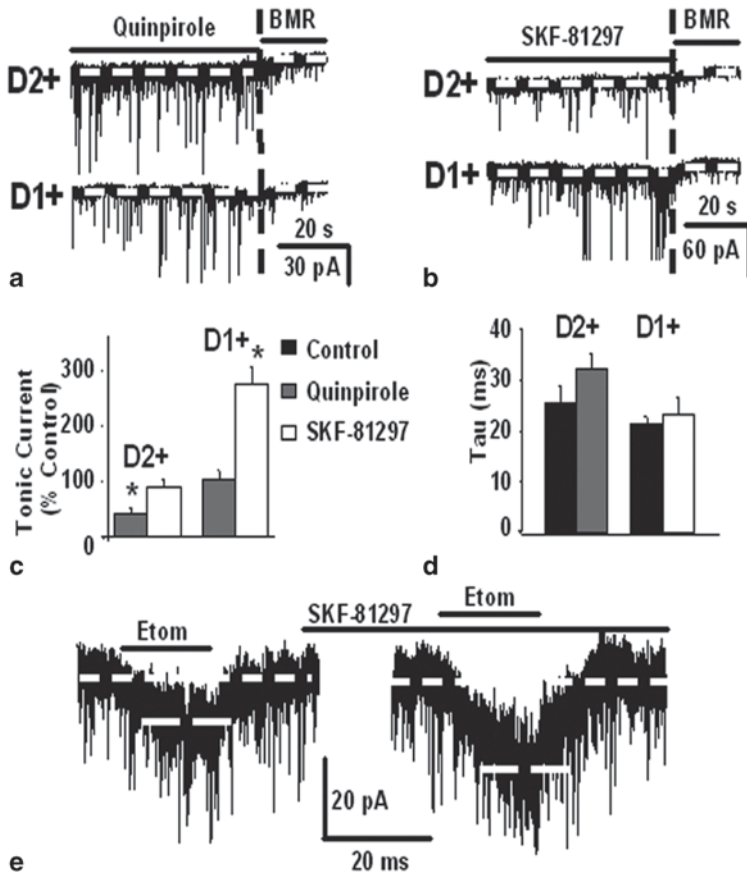 Quinpirole BMR
D2+
D1+
20 s
30 pA
a
BMR
SKF-81297
D2+
D1+
20 s
60 pA
b
Tonic Current
(% Control)
300
200
100
0
D2+
*
D1+
*
Control
Quinpirole
SKF-81297
c
Tau (ms)
40
30
20
10
0
D2+ D1+
d
Etom
SKF-81297
Etom
20 pA
20 ms
e